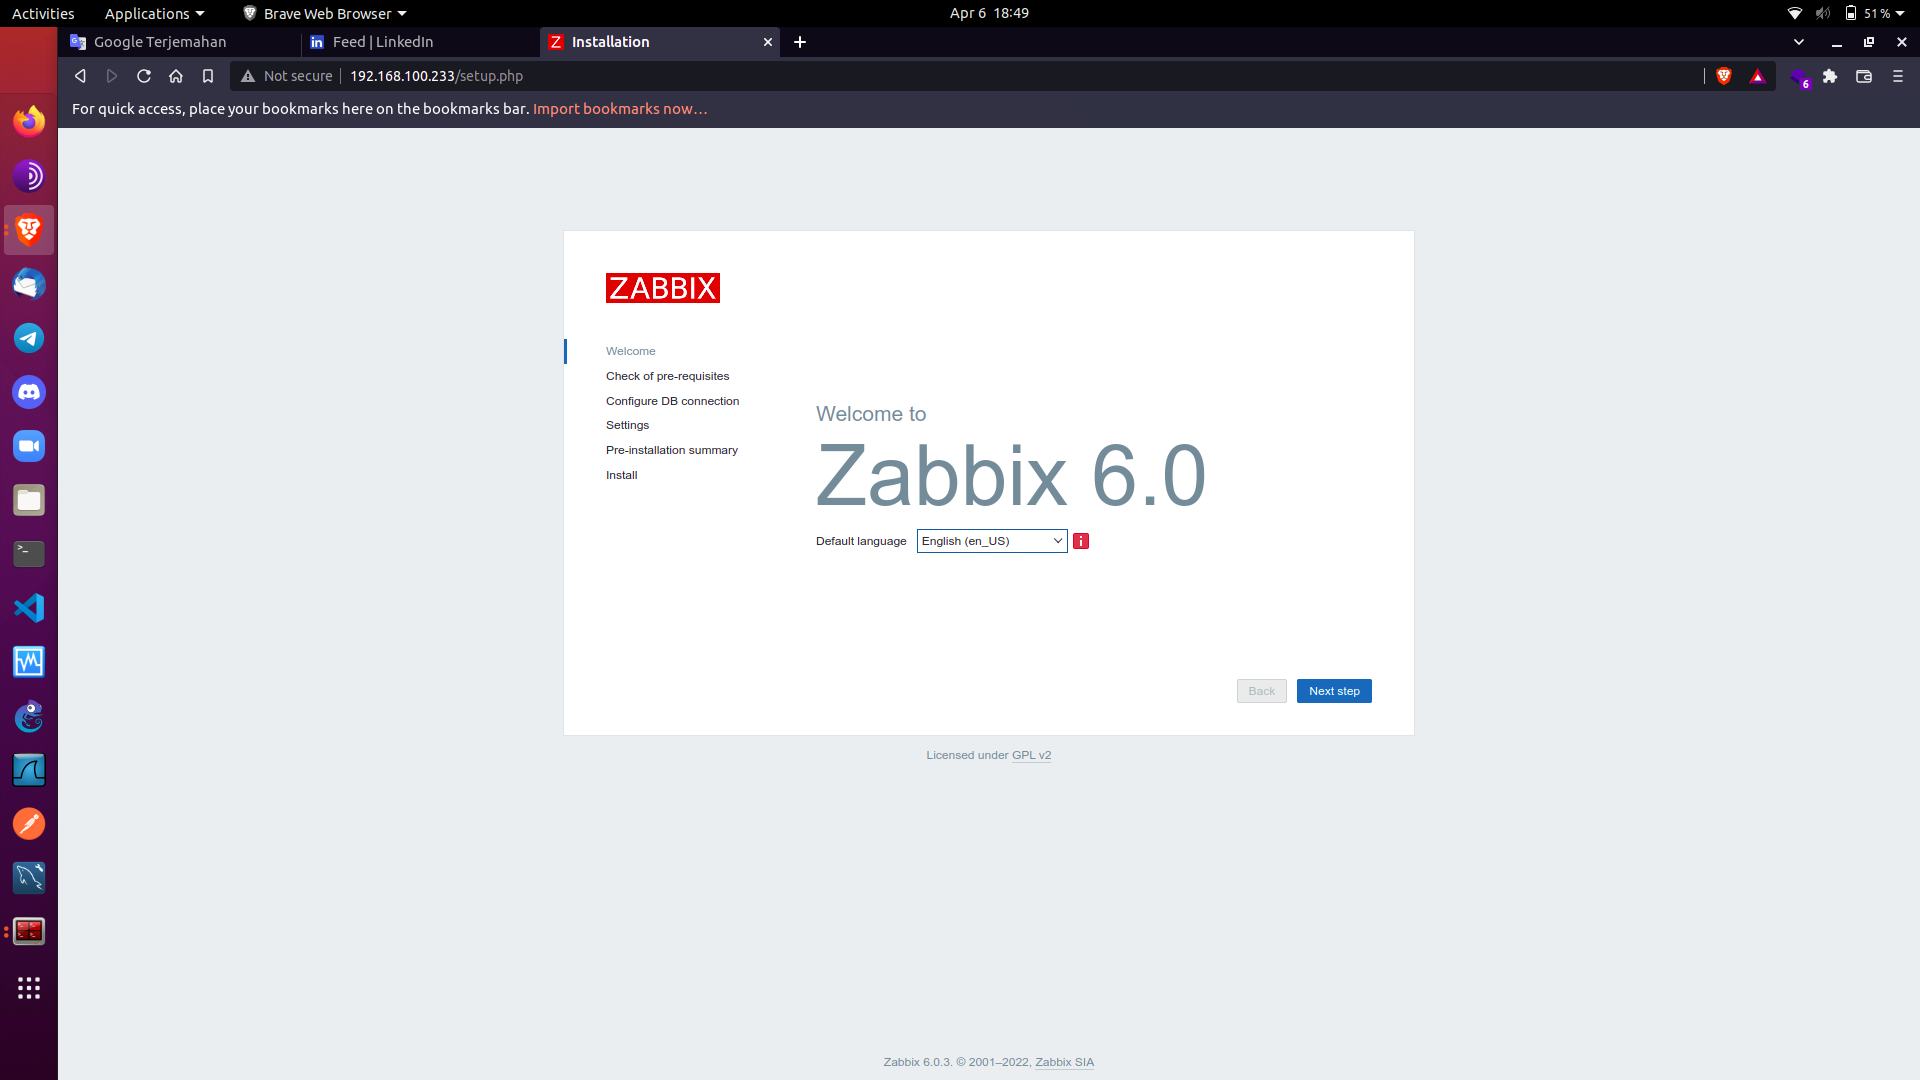 Activities Applications Brave Web Browser Apr 6 18:49 51 %
Google Terjemahan Feed | LinkedIn Z Installation
Not secure 192.168.100.233/setup.php 6
For quick access, place your bookmarks here on the bookmarks bar. Import bookmarks now...
ZABBIX
Welcome
Check of pre-requisites
Configure DB connection
Settings
Pre-installation summary
Install
Welcome to
Zabbix 6.0
Default language English (en_US) i
Back Next step
Licensed under GPL v2
Zabbix 6.0.3. © 2001–2022, Zabbix SIA